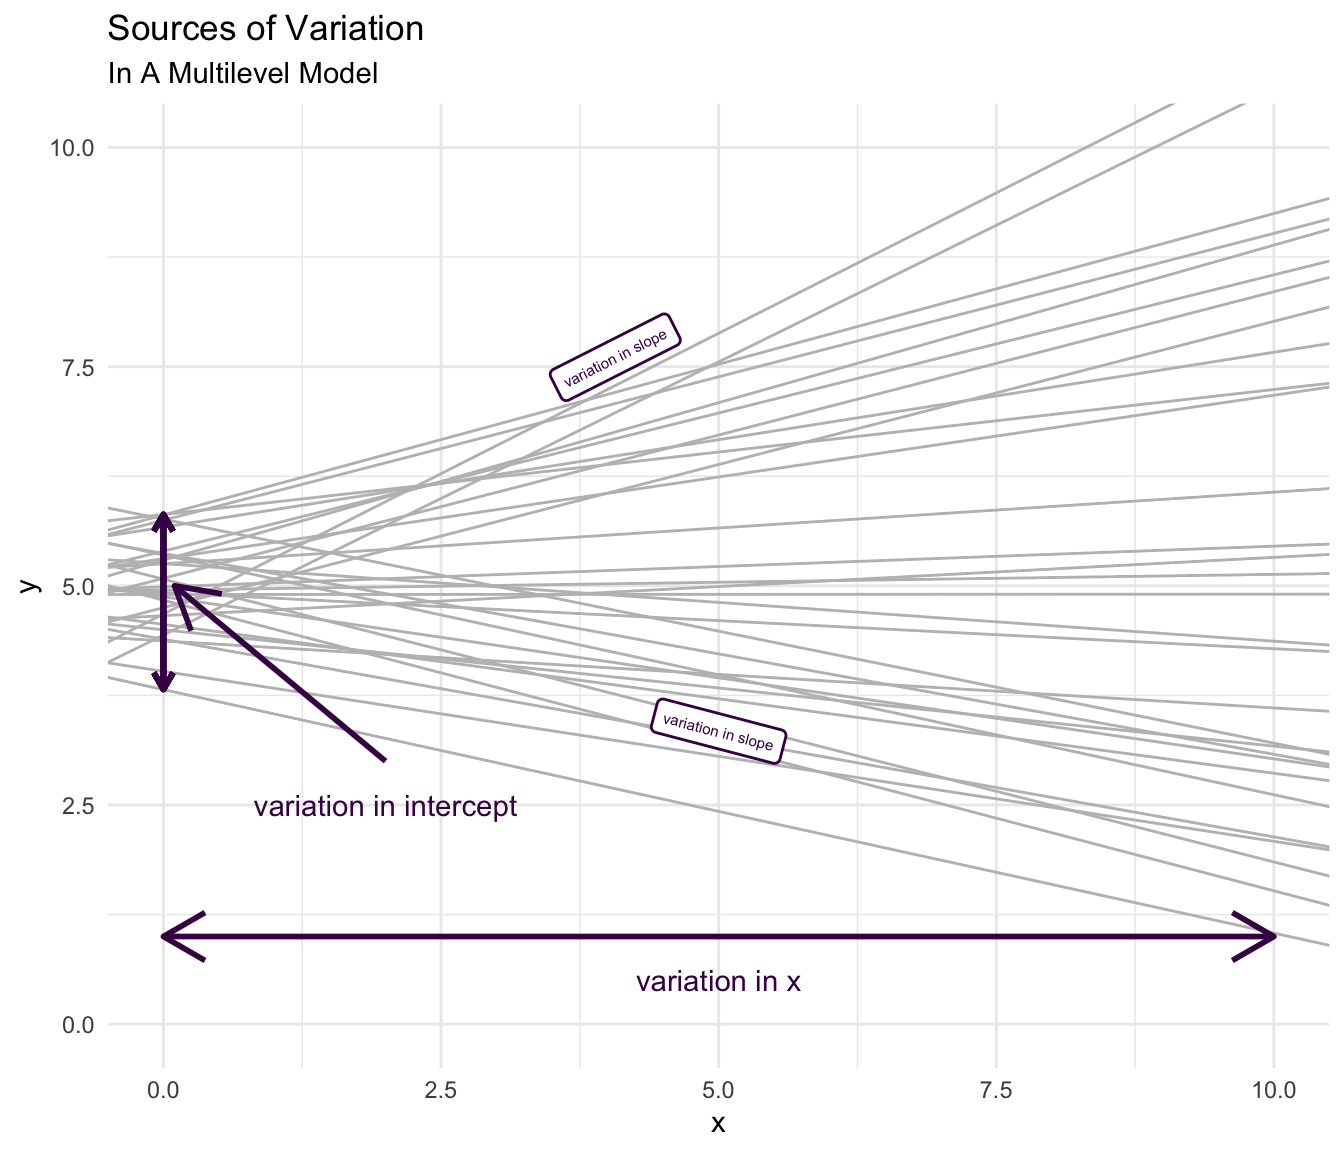 Sources of Variation
In A Multilevel Model
10.0
7.5
5.0
2.5
0.0
y
variation in slope
variation in slope
variation in intercept
variation in x
0.0 2.5 5.0 7.5 10.0
x